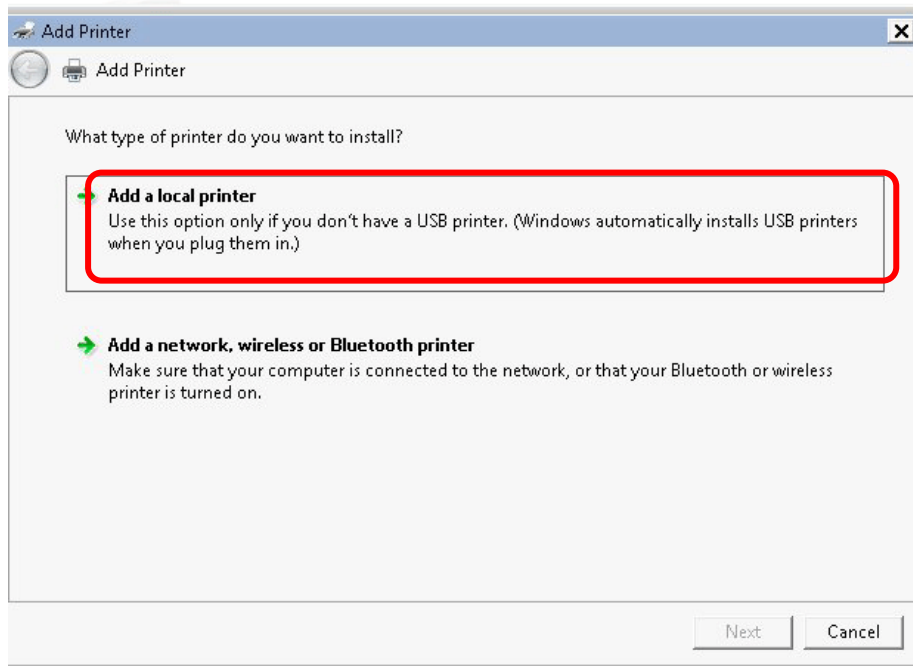 Add Printer
Add Printer
What type of printer do you want to install?
Add a local printer
Use this option only if you don't have a USB printer. (Windows automatically installs USB printers
when you plug them in.)
Add a network, wireless or Bluetooth printer
Make sure that your computer is connected to the network, or that your Bluetooth or wireless
printer is turned on.
Next Cancel